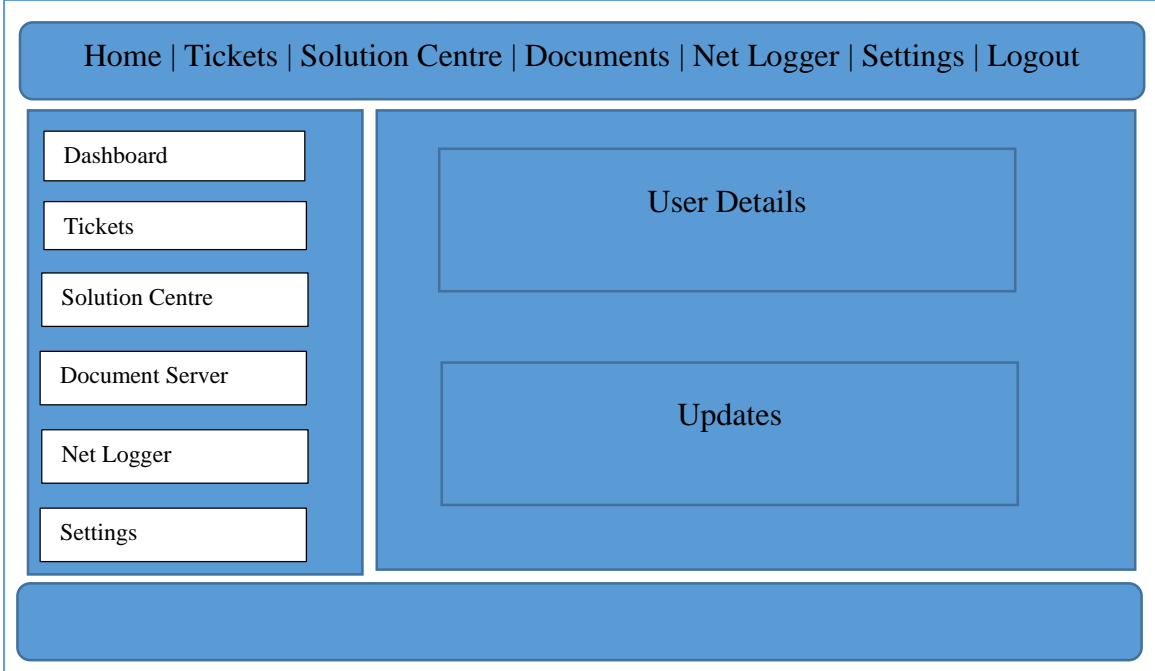 Home | Tickets | Solution Centre | Documents | Net Logger | Settings | Logout
Dashboard
Tickets
Solution Centre
Document Server
Net Logger
Settings
User Details
Updates